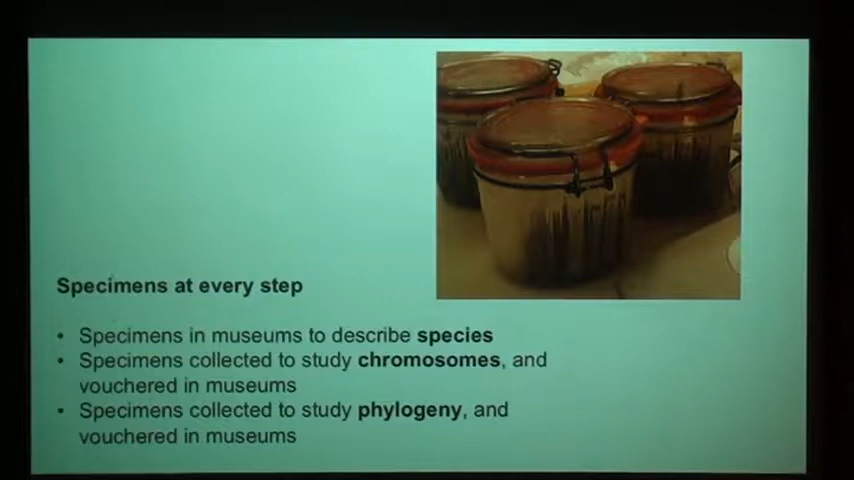 Specimens at every step
• Specimens in museums to describe species
• Specimens collected to study chromosomes, and
vouchered in museums
• Specimens collected to study phylogeny, and
vouchered in museums